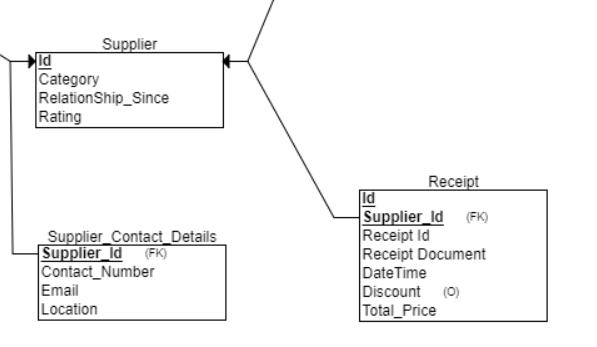 Supplier
Id
Category
RelationShip_Since
Rating
Supplier_Contact_Details
Supplier_Id (FK)
Contact_Number
Email
Location
Receipt
Id
Supplier_Id (FK)
Receipt Id
Receipt Document
DateTime
Discount (O)
Total_Price